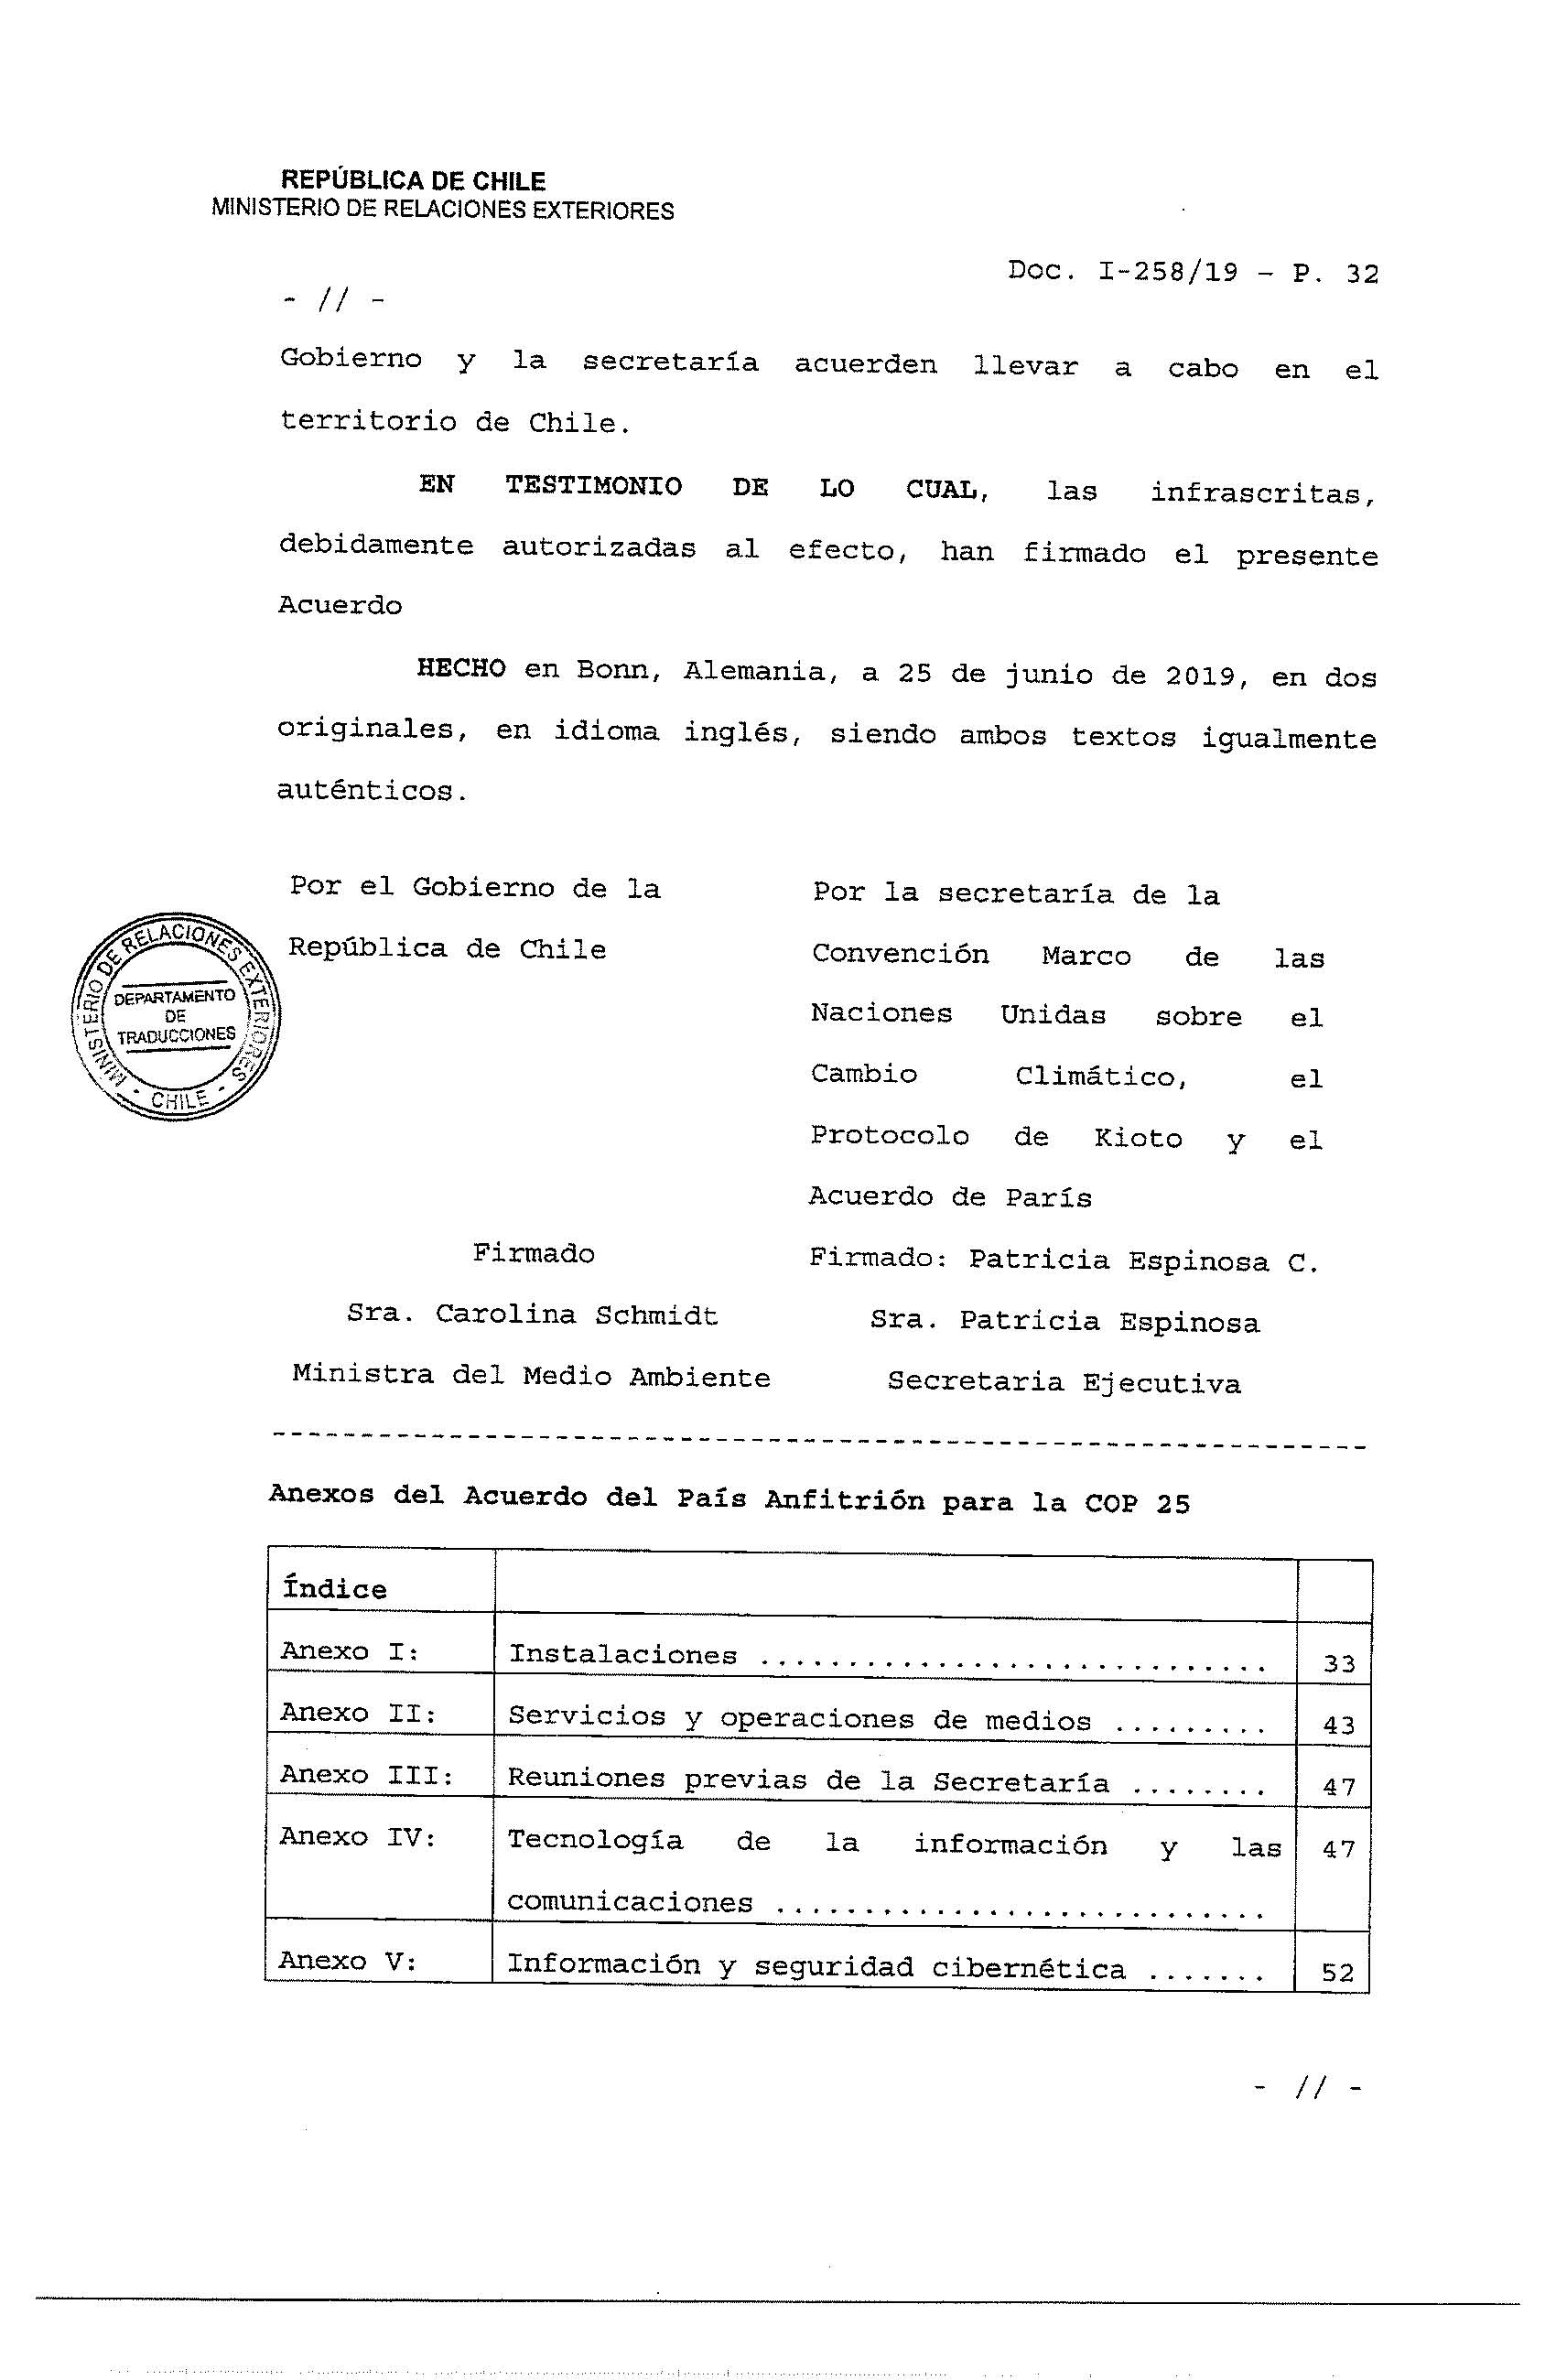 REPÚBLICA DE CHILE
MINISTERIO DE RELACIONES EXTERIORES
Doc. I-258/19 - P. 32
- // -
Gobierno y la secretaría acuerden llevar a cabo en el
territorio de Chile.
EN TESTIMONIO DE LO CUAL, las infrascritas,
debidamente autorizadas al efecto, han firmado el presente
Acuerdo
HECHO en Bonn, Alemania, a 25 de junio de 2019, en dos
originales, en idioma inglés, siendo ambos textos igualmente
auténticos.
Por el Gobierno de la
República de Chile
Por la secretaría de la
Convención Marco de las
Naciones Unidas sobre el
Cambio Climático, el
Protocolo de Kioto y el
Acuerdo de París
MINISTERIO DE RELACIONES EXTERIORES - CHILE -
DEPARTAMENTO
DE
TRADUCCIONES
Firmado
Sra. Carolina Schmidt
Ministra del Medio Ambiente
Firmado: Patricia Espinosa C.
Sra. Patricia Espinosa
Secretaria Ejecutiva
Anexos del Acuerdo del País Anfitrión para la COP 25
Índice
Anexo I: Instalaciones ............................. 33
Anexo II: Servicios y operaciones de medios ......... 43
Anexo III: Reuniones previas de la Secretaría ........ 47
Anexo IV: Tecnología de la información y las 47
comunicaciones ............................
Anexo V: Información y seguridad cibernética ....... 52
- // -